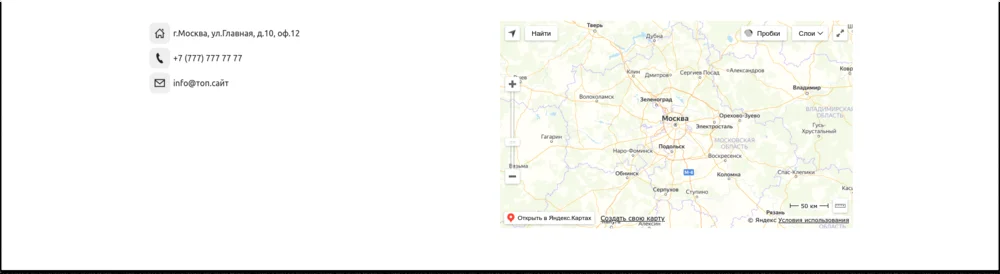 г.Москва, ул.Главная, д.10, оф.12
+7 (777) 777 77 77
info@топ.сайт
Найти
Пробки
Слои
Тверь
Дубна
Клин
Дмитров
Сергиев Посад
Александров
Владимир
Волоколамск
Зеленоград
ВЛАДИМИРСКАЯ
ОБЛАСТЬ
Москва
Орехово-Зуево
Электросталь
Гусь-
Хрустальный
Гагарин
МОСКОВСКАЯ
ОБЛАСТЬ
Наро-Фоминск
Подольск
Воскресенск
Вязьма
М-4
Обнинск
Коломна
Спас-Клепики
Серпухов
Ступино
50 км
Рязань
Открыть в Яндекс.Картах
Создать свою карту
© Яндекс Условия использования
Алексин